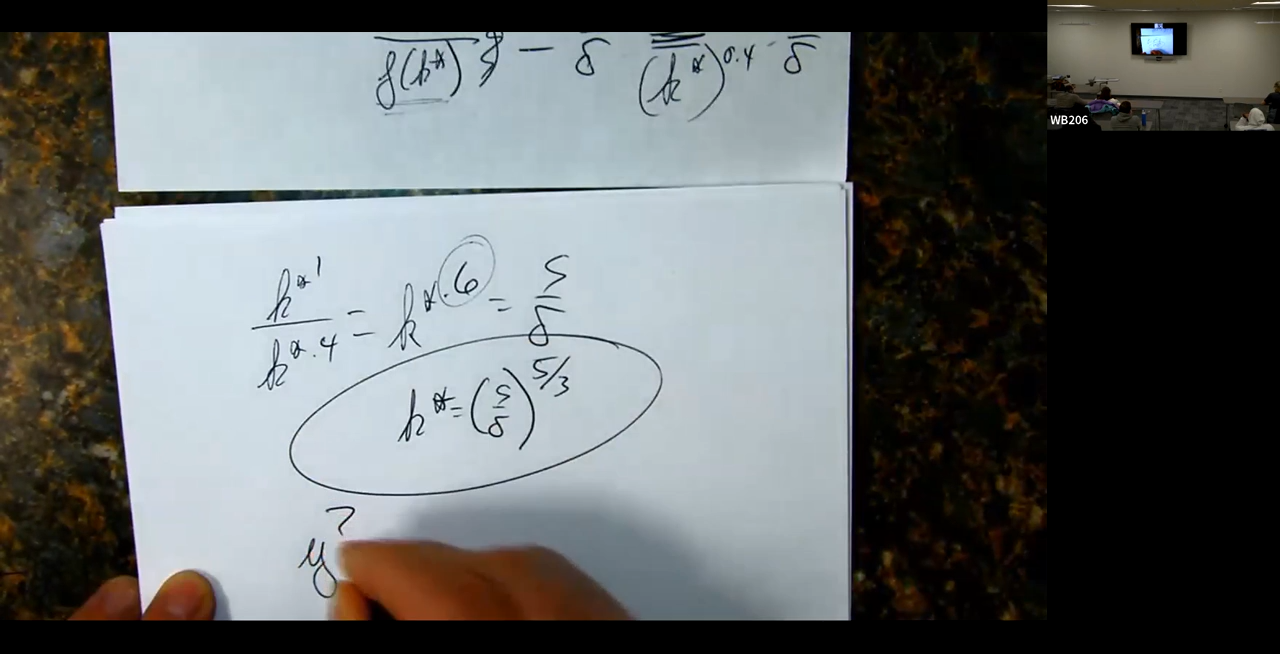 f(k*) δ - δ (k*)^0.4 = δ
k*^1 / k*^.4 = k*^.6 = s/δ
k* = (s/δ)^5/3
y?
WB206